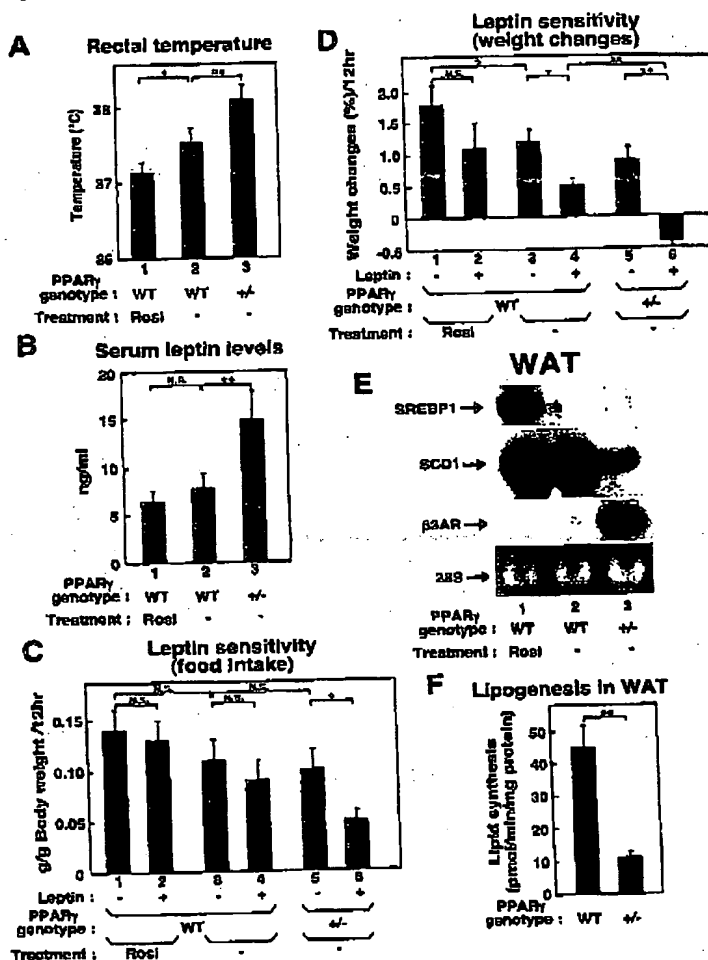 A
Rectal temperature
Temperature (°C)
38
37
36
1 2 3
PPARγ
genotype : WT WT +/-
Treatment : Rosi - -
B
Serum leptin levels
ng/ml
20
15
10
5
0
1 2 3
PPARγ
genotype : WT WT +/-
Treatment : Rosi - -
C
Leptin sensitivity
(food intake)
g/g Body weight /12hr
0.15
0.10
0.05
0
1 2 3 4 5 6
Leptin : - + - + - +
PPARγ
genotype :
WT +/-
Treatment : Rosi - -
D
Leptin sensitivity
(weight changes)
Weight changes (%)/12hr
2.0
1.5
1.0
0.5
0
-0.5
1 2 3 4 5 6
Leptin : - + - + - +
PPARγ
genotype :
WT +/-
Treatment : Rosi - -
E
WAT
SREBP1
SCD1
β3AR
28S
1 2 3
PPARγ
genotype : WT WT +/-
Treatment : Rosi - -
F
Lipogenesis in WAT
Lipid synthesis
(pmol/min/mg protein)
50
40
30
20
10
0
**
PPARγ
genotype : WT +/-